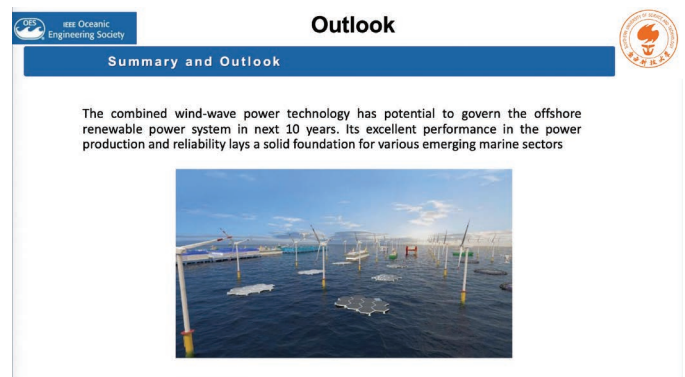 OES
IEEE Oceanic
Engineering Society
Outlook
Summary and Outlook
The combined wind-wave power technology has potential to govern the offshore
renewable power system in next 10 years. Its excellent performance in the power
production and reliability lays a solid foundation for various emerging marine sectors